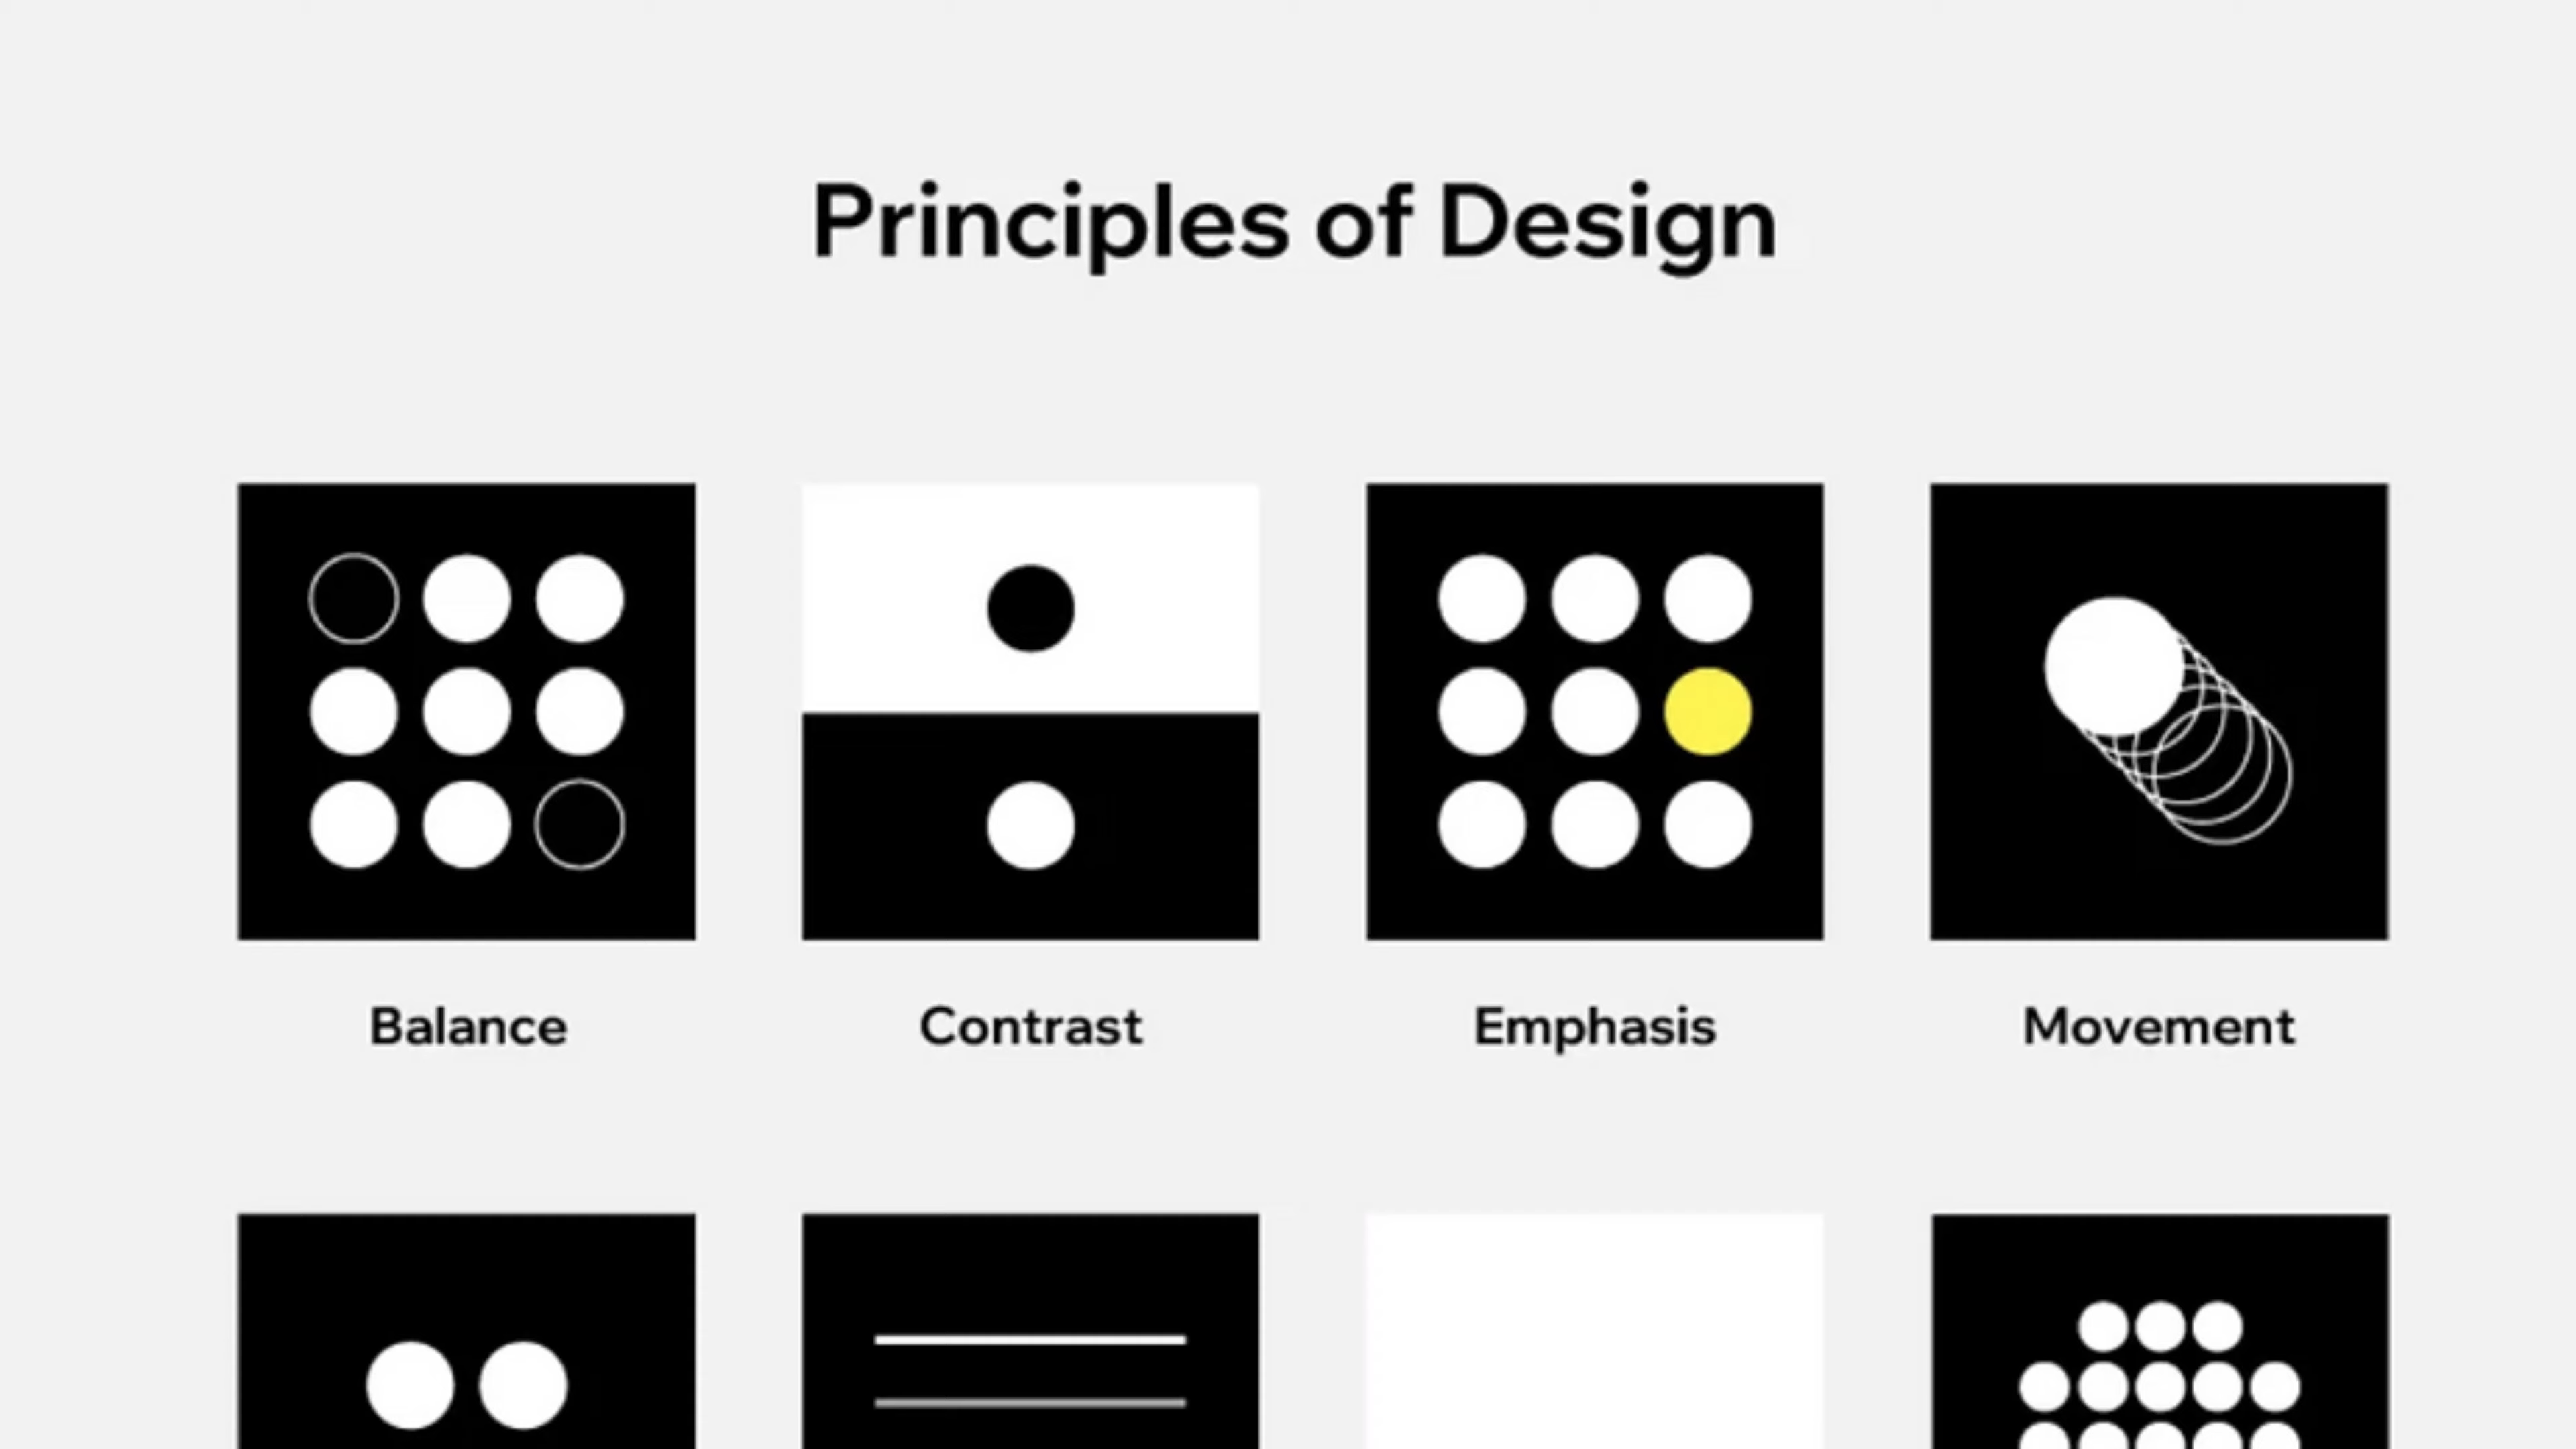 Principles of Design
Balance
Contrast
Emphasis
Movement